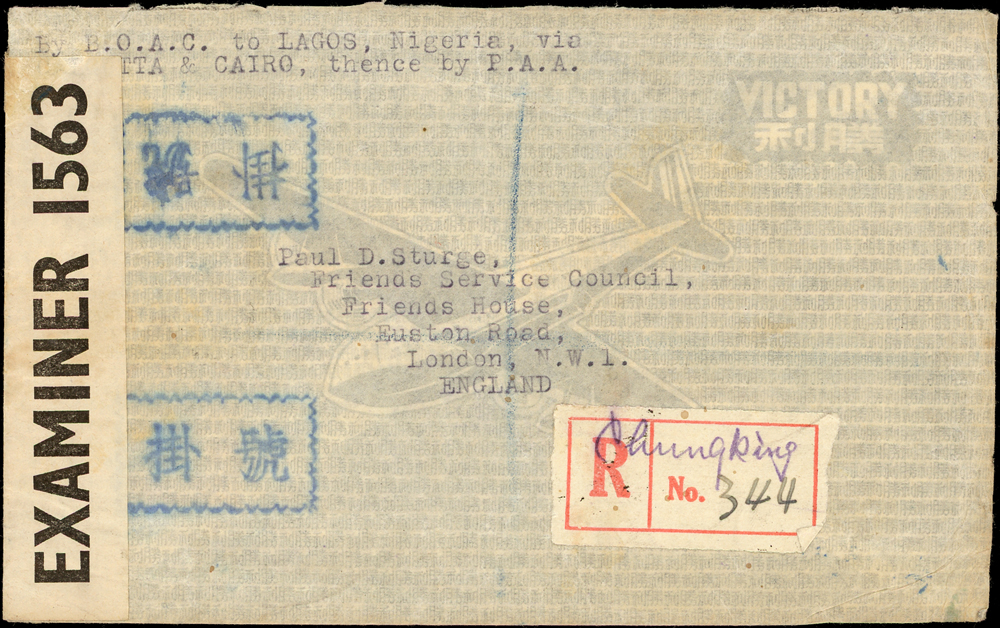 By B.O.A.C. to LAGOS, Nigeria, via
TTA & CAIRO, thence by P.A.A.
EXAMINER 1563
VICTORY
利勝
掛號
Paul D.Sturge,
Friends Service Council,
Friends House,
Euston Road,
London, N.W.1.
ENGLAND
掛號
Chungking
R No. 344